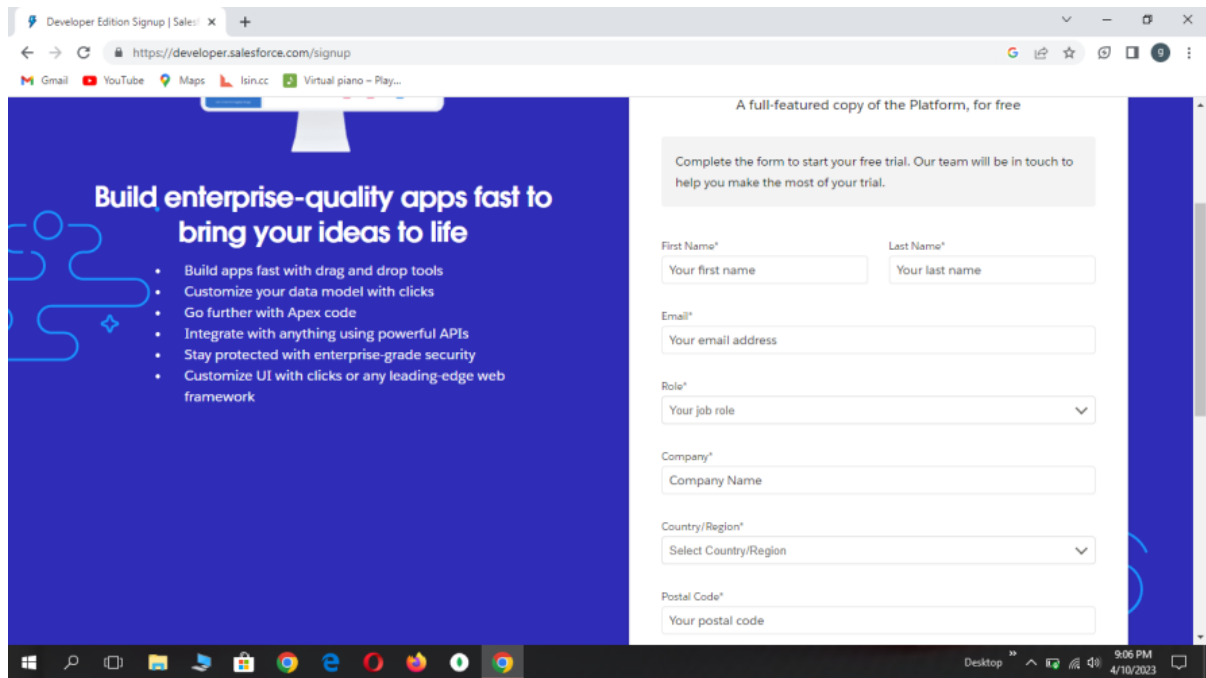 Developer Edition Signup | Salesf
https://developer.salesforce.com/signup
Gmail YouTube Maps lsin.cc Virtual piano – Play...
Build enterprise-quality apps fast to
bring your ideas to life
Build apps fast with drag and drop tools
Customize your data model with clicks
Go further with Apex code
Integrate with anything using powerful APIs
Stay protected with enterprise-grade security
Customize UI with clicks or any leading-edge web
framework
A full-featured copy of the Platform, for free
Complete the form to start your free trial. Our team will be in touch to
help you make the most of your trial.
First Name* Last Name*
Your first name Your last name
Email*
Your email address
Role*
Your job role
Company*
Company Name
Country/Region*
Select Country/Region
Postal Code*
Your postal code
Desktop
9:06 PM
4/10/2023